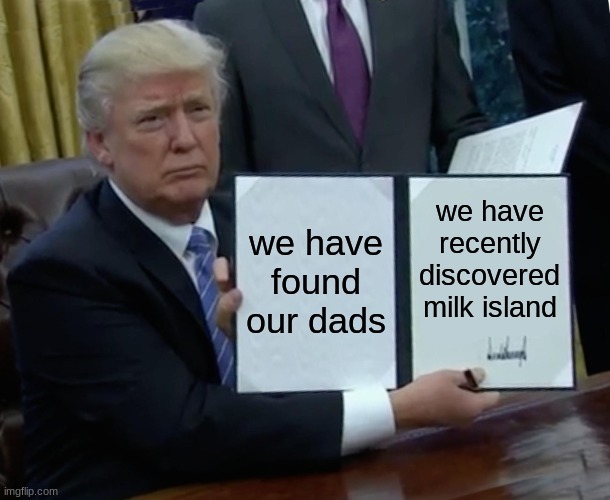 we have
found
our dads
we have
recently
discovered
milk island
imgflip.com